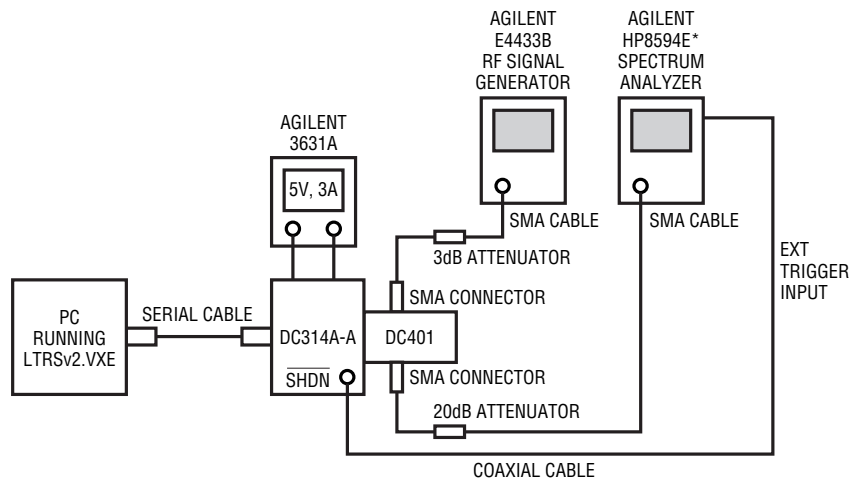 AGILENT
E4433B
RF SIGNAL
GENERATOR
AGILENT
HP8594E*
SPECTRUM
ANALYZER
AGILENT
3631A
5V, 3A
SMA CABLE
SMA CABLE
3dB ATTENUATOR
EXT
TRIGGER
INPUT
SMA CONNECTOR
PC
RUNNING
LTRSv2.VXE
SERIAL CABLE
DC314A-A
DC401
SHDN
SMA CONNECTOR
20dB ATTENUATOR
COAXIAL CABLE